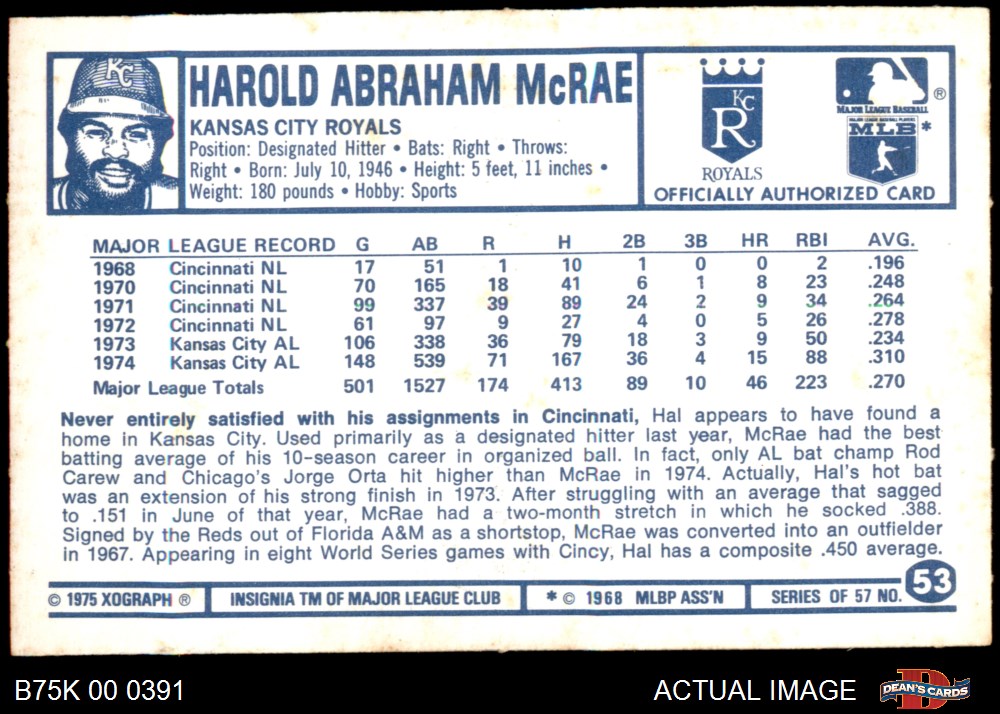 KC
HAROLD ABRAHAM McRAE
KANSAS CITY ROYALS
Position: Designated Hitter • Bats: Right • Throws:
Right • Born: July 10, 1946 • Height: 5 feet, 11 inches •
Weight: 180 pounds • Hobby: Sports
KC
R
ROYALS
®
MAJOR LEAGUE BASEBALL
MAJOR LEAGUE BASEBALL PLAYERS
MLB *
OFFICIALLY AUTHORIZED CARD
MAJOR LEAGUE RECORD G AB R H 2B 3B HR RBI AVG.
1968 Cincinnati NL 17 51 1 10 1 0 0 2 .196
1970 Cincinnati NL 70 165 18 41 6 1 8 23 .248
1971 Cincinnati NL 99 337 39 89 24 2 9 34 .264
1972 Cincinnati NL 61 97 9 27 4 0 5 26 .278
1973 Kansas City AL 106 338 36 79 18 3 9 50 .234
1974 Kansas City AL 148 539 71 167 36 4 15 88 .310
Major League Totals 501 1527 174 413 89 10 46 223 .270
Never entirely satisfied with his assignments in Cincinnati, Hal appears to have found a
home in Kansas City. Used primarily as a designated hitter last year, McRae had the best
batting average of his 10-season career in organized ball. In fact, only AL bat champ Rod
Carew and Chicago's Jorge Orta hit higher than McRae in 1974. Actually, Hal's hot bat
was an extension of his strong finish in 1973. After struggling with an average that sagged
to .151 in June of that year, McRae had a two-month stretch in which he socked .388.
Signed by the Reds out of Florida A&M as a shortstop, McRae was converted into an outfielder
in 1967. Appearing in eight World Series games with Cincy, Hal has a composite .450 average.
© 1975 XOGRAPH ® INSIGNIA TM OF MAJOR LEAGUE CLUB * © 1968 MLBP ASS'N SERIES OF 57 NO. 53
B75K 00 0391 ACTUAL IMAGE D DEAN'S CARDS